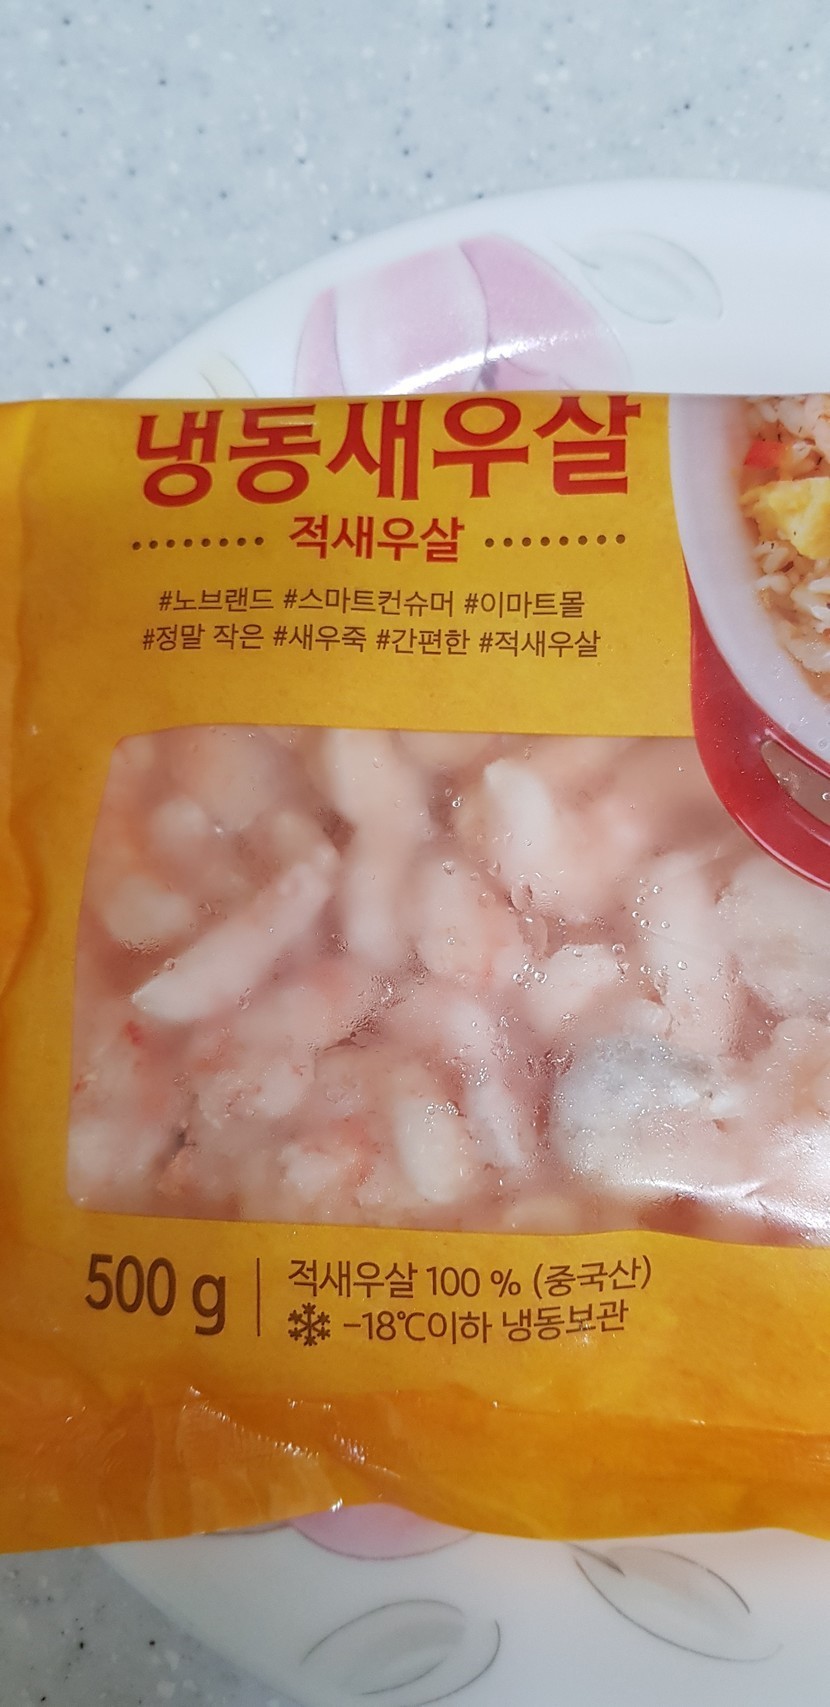 냉동새우살
적새우살
#노브랜드 #스마트컨슈머 #이마트몰
#정말 작은 #새우죽 #간편한 #적새우살
500 g
적새우살 100 % (중국산)
-18℃이하 냉동보관